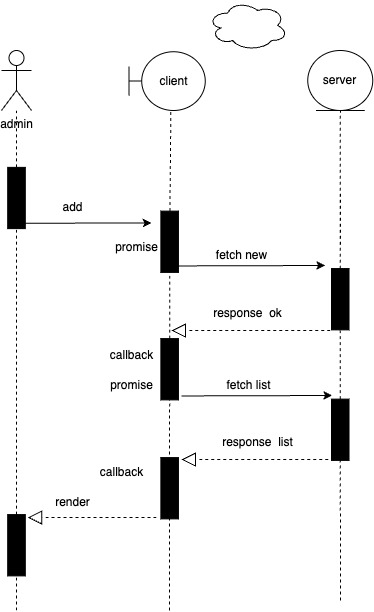 client
server
admin
add
promise
fetch new
response ok
callback
promise
fetch list
response list
callback
render